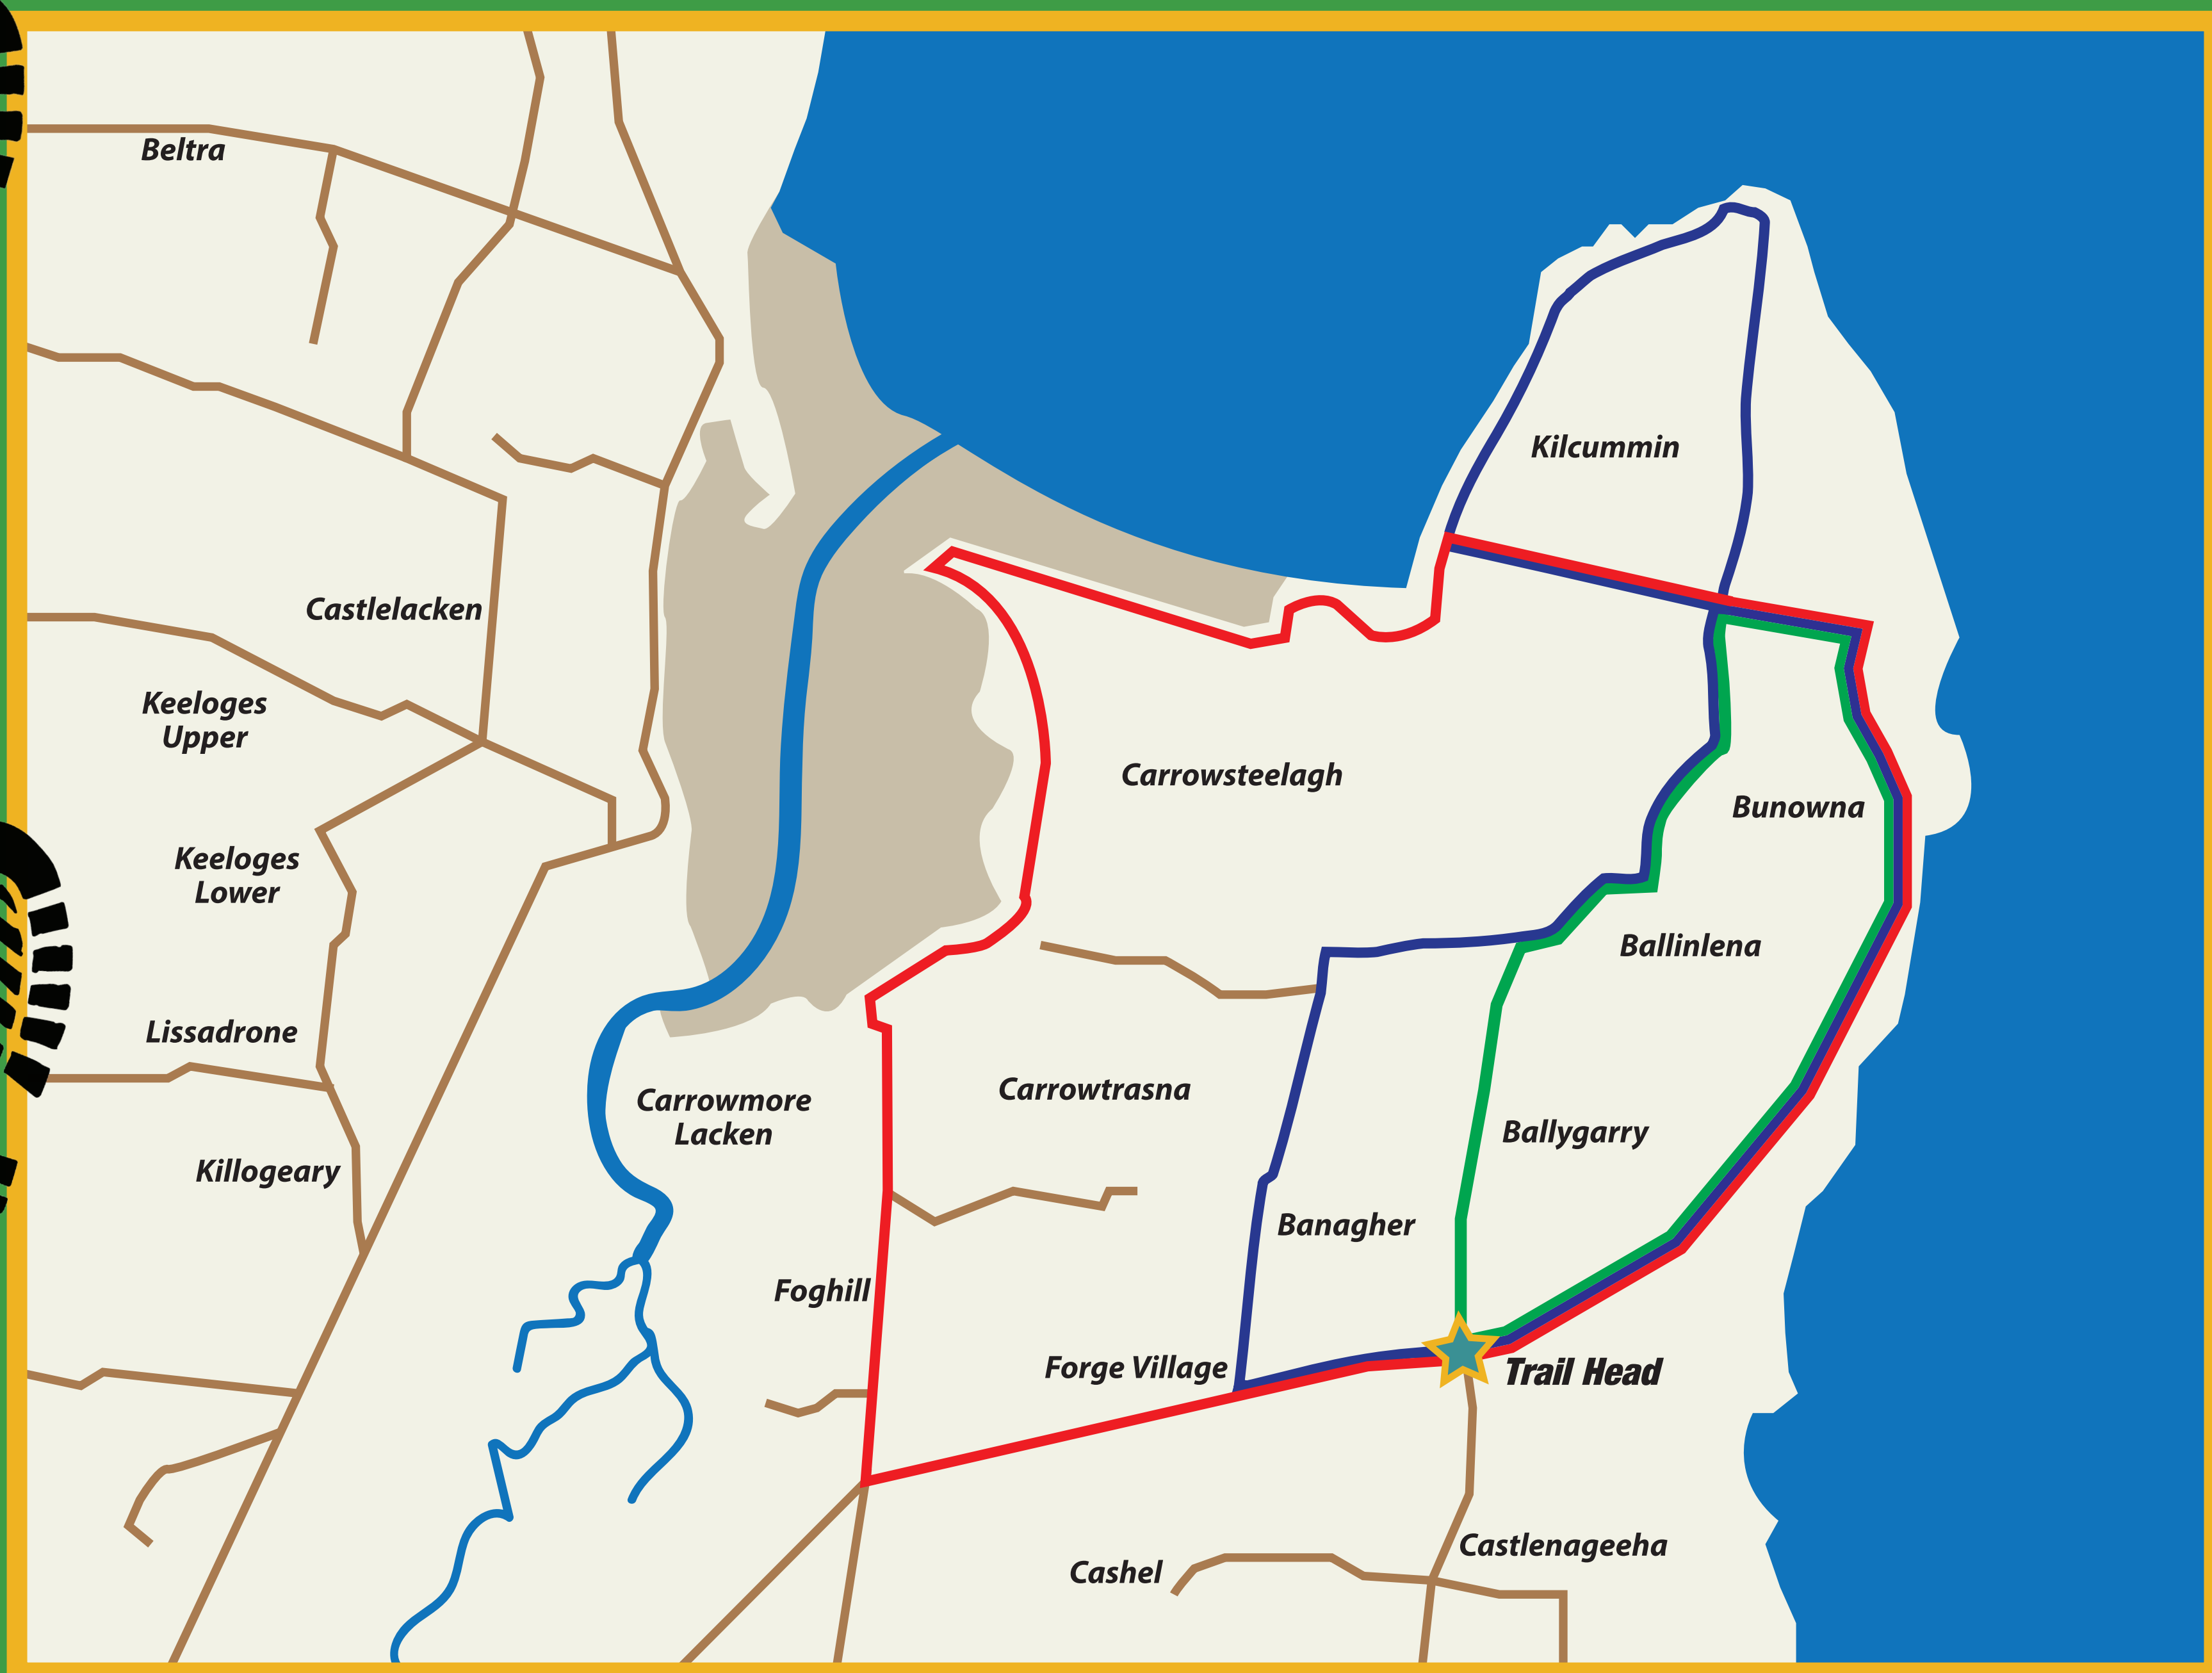 Beltra
Kilcummin
Castlelacken
Keeloges
Upper
Carrowsteelagh
Bunowna
Keeloges
Lower
Ballinlena
Lissadrone
Carrowtrasna
Carrowmore
Lacken
Ballygarry
Killogeary
Banagher
Foghill
Forge Village
Trail Head
Castlenageeha
Cashel